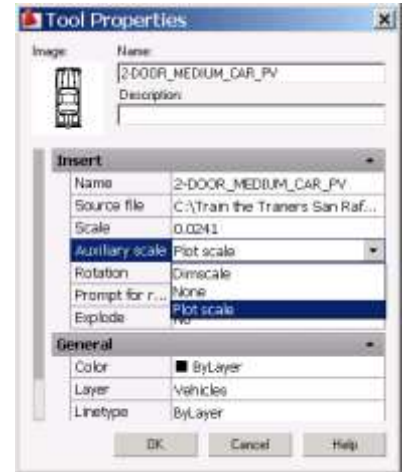 Tool Properties
Image: Name:
2-DOOR_MEDIUM_CAR_PV
Description:
Insert
Name 2-DOOR_MEDIUM_CAR_PV
Source file C:\Train the Traners San Raf...
Scale 0.0241
Auxiliary scale Plot scale
Rotation Dimscale
Prompt for r... None
Plot scale
Explode No
General
Color ByLayer
Layer Vehicles
Linetype ByLayer
OK Cancel Help